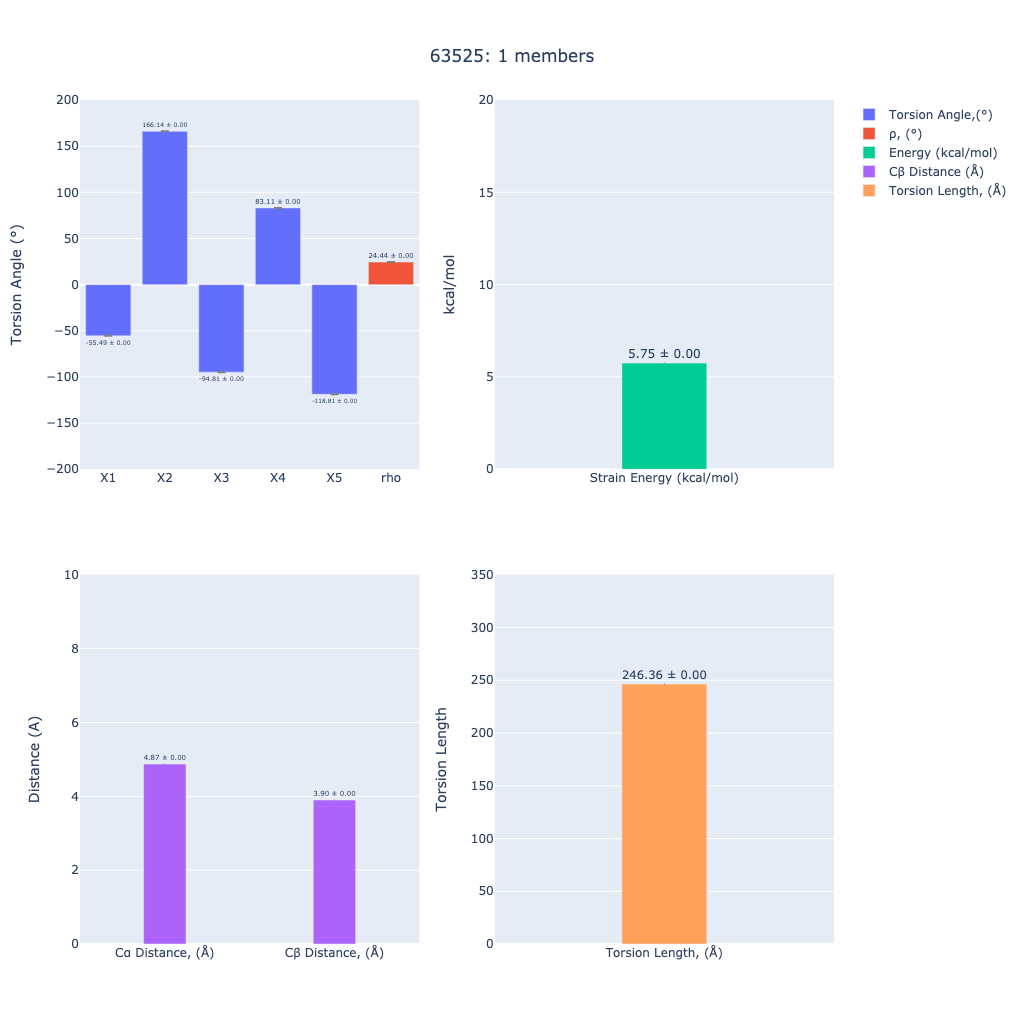 63525: 1 members
Torsion Angle (°)
200
150
100
50
0
−50
−100
−150
−200
-55.49 ± 0.00
166.14 ± 0.00
-94.81 ± 0.00
83.11 ± 0.00
-118.81 ± 0.00
24.44 ± 0.00
X1 X2 X3 X4 X5 rho
kcal/mol
20
15
10
5
0
5.75 ± 0.00
Strain Energy (kcal/mol)
Torsion Angle,(°)
ρ, (°)
Energy (kcal/mol)
Cβ Distance (Å)
Torsion Length, (Å)
Distance (A)
10
8
6
4
2
0
4.87 ± 0.00
3.90 ± 0.00
Cα Distance, (Å) Cβ Distance, (Å)
Torsion Length
350
300
250
200
150
100
50
0
246.36 ± 0.00
Torsion Length, (Å)